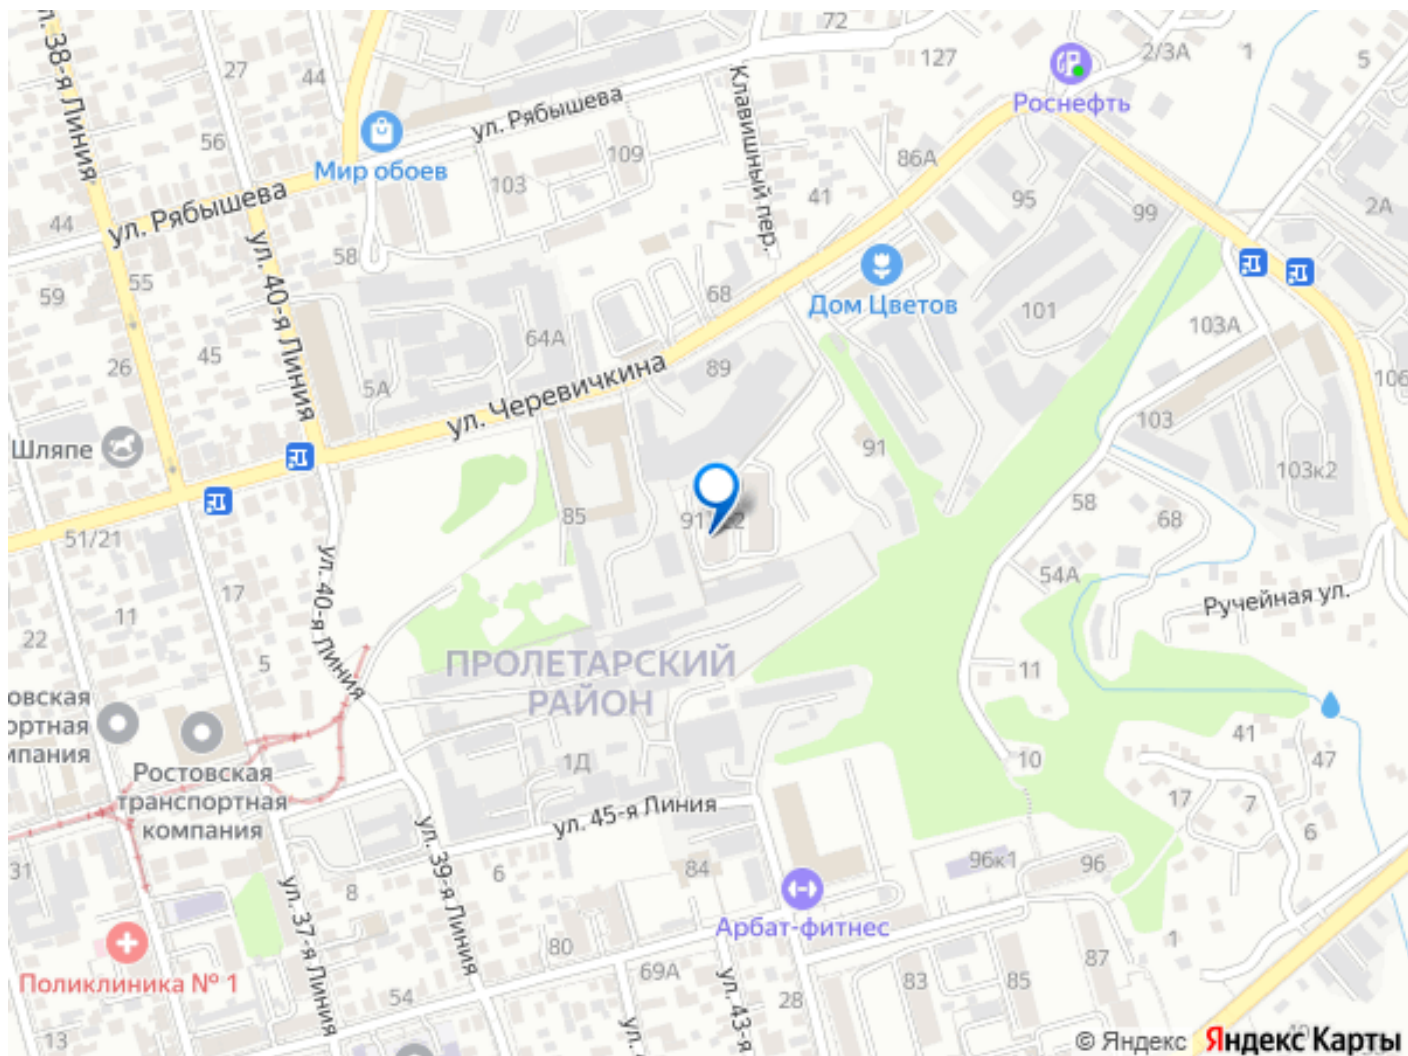 ул. 38-я Линия
27
44
56
72
Клавишный пер.
127
2/3А
1
5
Роснефть
ул. Рябышева
Мир обоев
103
109
86А
41
95
99
2А
44
ул. Рябышева
58
ул. 40-я Линия
55
59
68
Дом Цветов
101
103А
64А
45
26
5А
89
106
ул. Черевичкина
Шляпе
91
103
103к2
58
68
85
51/21
17
11
22
5
ул. 40-я Линия
54А
Ручейная ул.
ПРОЛЕТАРСКИЙ
РАЙОН
11
овская
ортная
мпания
Ростовская
транспортная
компания
1Д
10
41
47
17
7
6
ул. 45-я Линия
31
8
6
84
96к1
96
ул. 39-я Линия
ул. 37-я Линия
Арбат-фитнес
80
69А
1
87
85
83
28
Поликлиника № 1
54
13
ул. 43-я
ул.
© Яндекс Яндекс Карты